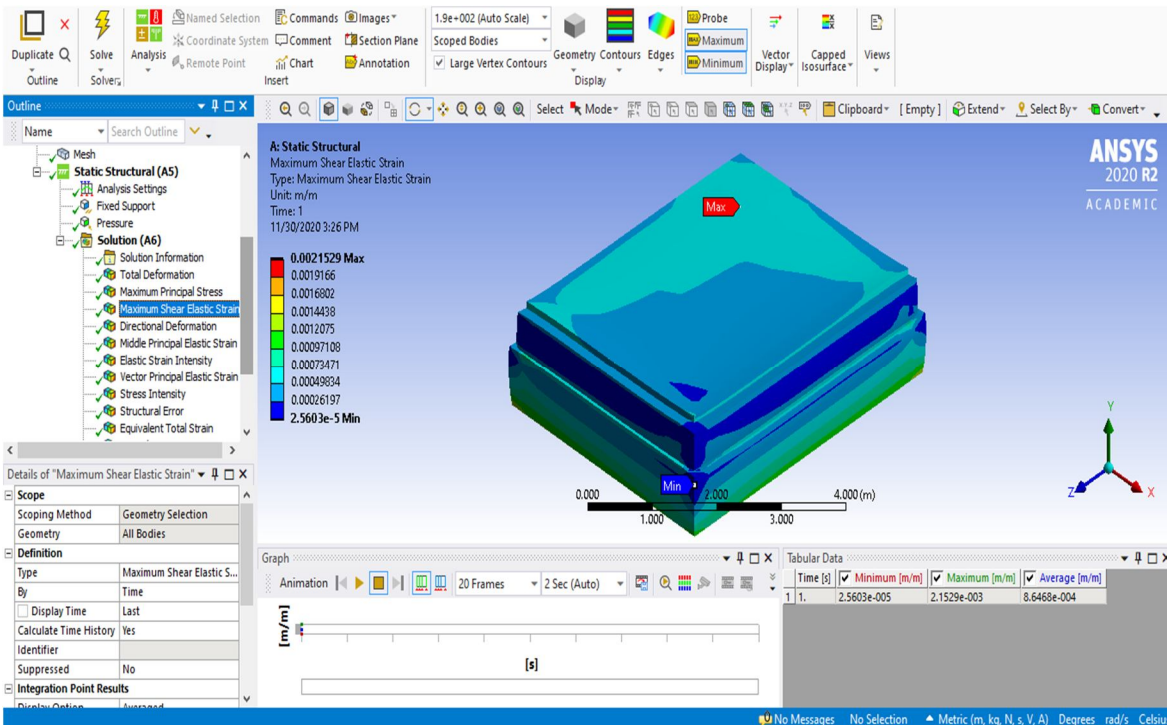 Duplicate
Outline
Solve
Solver
Analysis
Named Selection
Coordinate System
Remote Point
Commands
Comment
Chart
Images
Section Plane
Annotation
Insert
1.9e+002 (Auto Scale)
Scoped Bodies
Large Vertex Contours
Geometry Contours Edges
Display
Probe
Maximum
Minimum
Vector Display
Capped Isosurface
Views
Outline
Name
Search Outline
Select Mode
Clipboard [ Empty ] Extend Select By Convert
Mesh
Static Structural (A5)
Analysis Settings
Fixed Support
Pressure
Solution (A6)
Solution Information
Total Deformation
Maximum Principal Stress
Maximum Shear Elastic Strain
Directional Deformation
Middle Principal Elastic Strain
Elastic Strain Intensity
Vector Principal Elastic Strain
Stress Intensity
Structural Error
Equivalent Total Strain
A: Static Structural
Maximum Shear Elastic Strain
Type: Maximum Shear Elastic Strain
Unit: m/m
Time: 1
11/30/2020 3:26 PM
0.0021529 Max
0.0019166
0.0016802
0.0014438
0.0012075
0.00097108
0.00073471
0.00049834
0.00026197
2.5603e-5 Min
Max
Min
ANSYS
2020 R2
ACADEMIC
0.000 2.000 4.000 (m)
1.000 3.000
Y
Z X
Details of "Maximum Shear Elastic Strain"
Scope
Scoping Method Geometry Selection
Geometry All Bodies
Definition
Type Maximum Shear Elastic S...
By Time
Display Time Last
Calculate Time History Yes
Identifier
Suppressed No
Integration Point Results
Display Option Averaged
Graph
Animation 20 Frames 2 Sec (Auto)
[m/m]
[s]
Tabular Data
Time [s] Minimum [m/m] Maximum [m/m] Average [m/m]
1 1. 2.5603e-005 2.1529e-003 8.6468e-004
No Messages No Selection Metric (m, kg, N, s, V, A) Degrees rad/s Celsiu